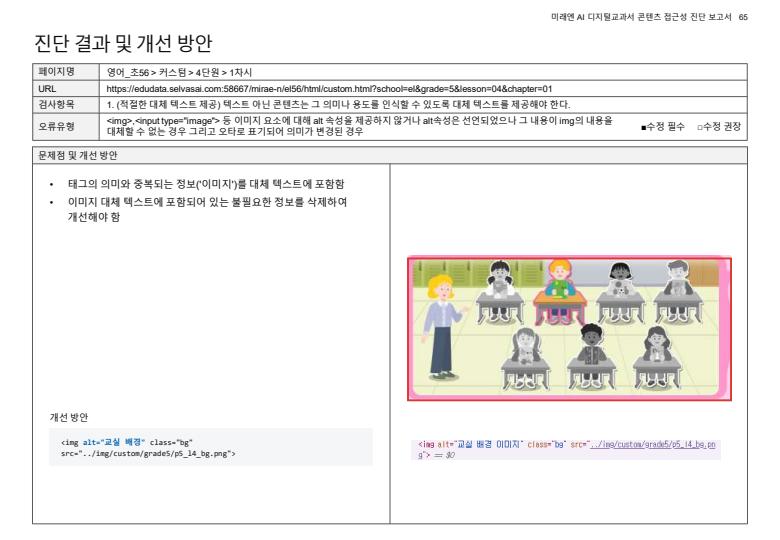 미래엔 AI 디지털교과서 콘텐츠 접근성 진단 보고서 65
진단 결과 및 개선 방안
페이지명 영어_초56 > 커스텀 > 4단원 > 1차시
URL https://edudata.selvasai.com:58667/mirae-n/el56/html/custom.html?school=el&grade=5&lesson=04&chapter=01
검사항목 1. (적절한 대체 텍스트 제공) 텍스트 아닌 콘텐츠는 그 의미나 용도를 인식할 수 있도록 대체 텍스트를 제공해야 한다.
오류유형 <img>,<input type="image"> 등 이미지 요소에 대해 alt 속성을 제공하지 않거나 alt속성은 선언되었으나 그 내용이 img의 내용을
대체할 수 없는 경우 그리고 오타로 표기되어 의미가 변경된 경우
■수정 필수 □수정 권장
문제점 및 개선 방안
• 태그의 의미와 중복되는 정보('이미지')를 대체 텍스트에 포함함
• 이미지 대체 텍스트에 포함되어 있는 불필요한 정보를 삭제하여
개선해야 함
개선 방안
<img alt="교실 배경" class="bg"
src="../img/custom/grade5/p5_l4_bg.png">
<img alt="교실 배경 이미지" class="bg" src="../img/custom/grade5/p5_l4_bg.pn
g"> == $0